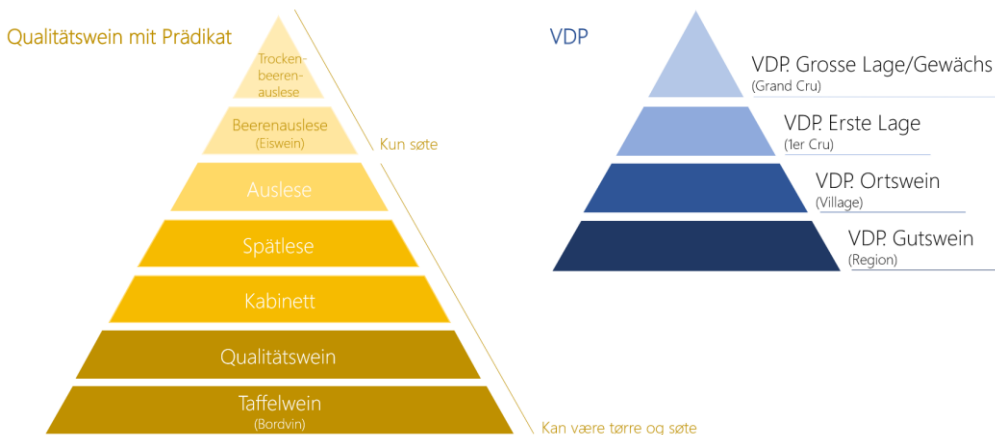 Qualitätswein mit Prädikat
Trocken-
beeren-
auslese
Beerenauslese
(Eiswein)
Kun søte
Auslese
Spätlese
Kabinett
Qualitätswein
Taffelwein
(Bordvin)
Kan være tørre og søte
VDP
VDP. Grosse Lage/Gewächs
(Grand Cru)
VDP. Erste Lage
(1er Cru)
VDP. Ortswein
(Village)
VDP. Gutswein
(Region)